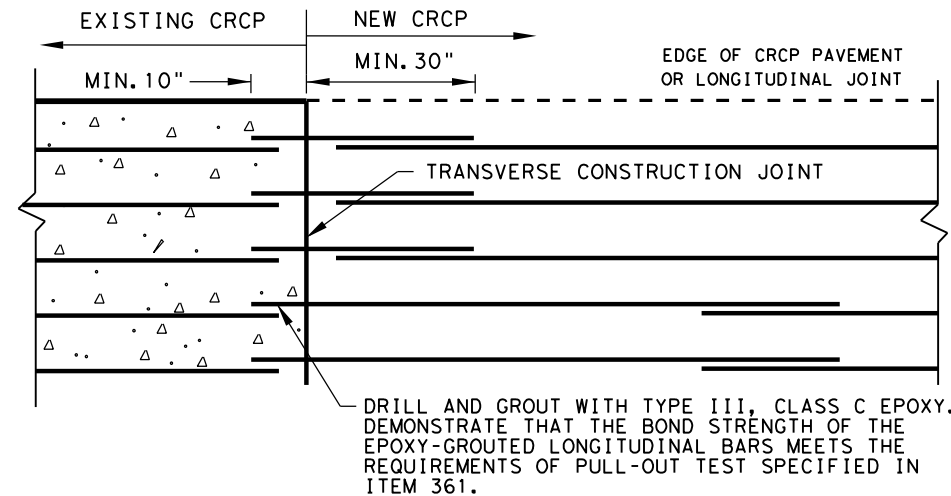 EXISTING CRCP
NEW CRCP
MIN. 10"
MIN. 30"
EDGE OF CRCP PAVEMENT
OR LONGITUDINAL JOINT
TRANSVERSE CONSTRUCTION JOINT
DRILL AND GROUT WITH TYPE III, CLASS C EPOXY.
DEMONSTRATE THAT THE BOND STRENGTH OF THE
EPOXY-GROUTED LONGITUDINAL BARS MEETS THE
REQUIREMENTS OF PULL-OUT TEST SPECIFIED IN
ITEM 361.